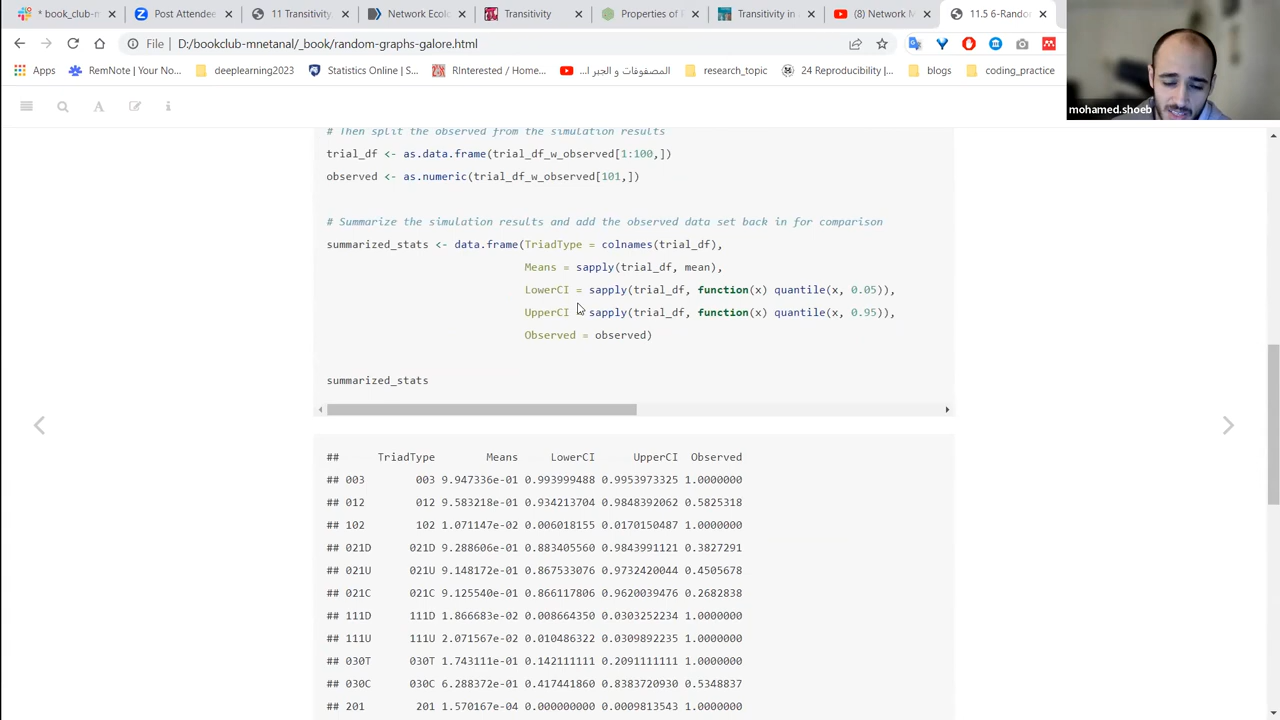 * book_club-m
Post Attendee
11 Transitivity,
Network Ecol
Transitivity
Properties of R
Transitivity in
(8) Network M
11.5 6-Rando
File
D:/bookclub_mnetanal/_book/random-graphs-galore.html
Apps
RemNote | Your No...
deeplearning2023
Statistics Online | S...
RInterested / Home...
المصفوفات و الجبر ا...
research_topic
24 Reproducibility |...
blogs
coding_practice
mohamed.shoeb
# Then split the observed from the simulation results
trial_df <- as.data.frame(trial_df_w_observed[1:100,])
observed <- as.numeric(trial_df_w_observed[101,])
# Summarize the simulation results and add the observed data set back in for comparison
summarized_stats <- data.frame(TriadType = colnames(trial_df),
Means = sapply(trial_df, mean),
LowerCI = sapply(trial_df, function(x) quantile(x, 0.05)),
UpperCI = sapply(trial_df, function(x) quantile(x, 0.95)),
Observed = observed)
summarized_stats
## TriadType Means LowerCI UpperCI Observed
## 003 003 9.947336e-01 0.993999488 0.9953973325 1.0000000
## 012 012 9.583218e-01 0.934213704 0.9848392062 0.5825318
## 102 102 1.071147e-02 0.006018155 0.0170150487 1.0000000
## 021D 021D 9.288606e-01 0.883405560 0.9843991121 0.3827291
## 021U 021U 9.148172e-01 0.867533076 0.9732420044 0.4505678
## 021C 021C 9.125540e-01 0.866117806 0.9620039476 0.2682838
## 111D 111D 1.866683e-02 0.008664350 0.0303252234 1.0000000
## 111U 111U 2.071567e-02 0.010486322 0.0309892235 1.0000000
## 030T 030T 1.743111e-01 0.142111111 0.2091111111 1.0000000
## 030C 030C 6.288372e-01 0.417441860 0.8383720930 0.5348837
## 201 201 1.570167e-04 0.000000000 0.0009813543 1.0000000